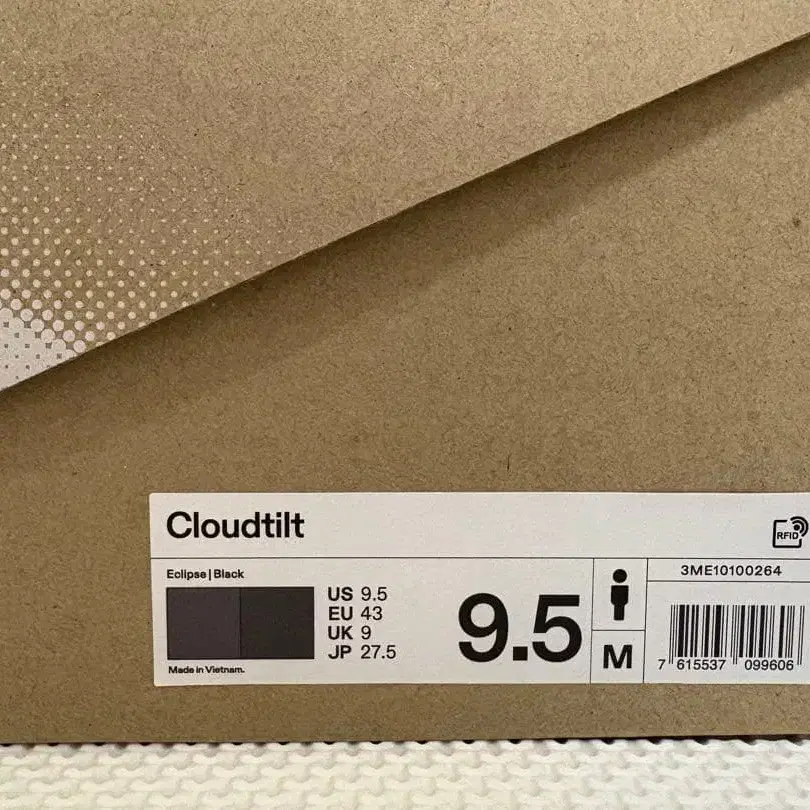 Cloudtilt
RFID
Eclipse | Black
US 9.5
EU 43
UK 9
JP 27.5
Made in Vietnam.
9.5
M
3ME10100264
7 615537 099606